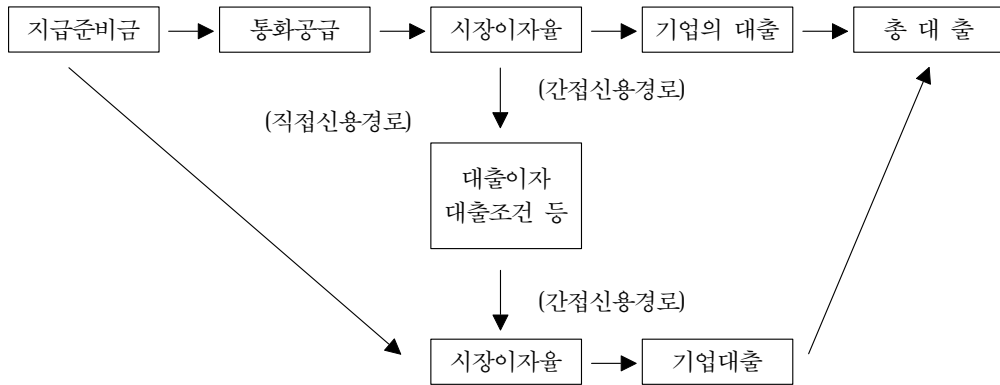 지급준비금
통화공급
시장이자율
기업의 대출
총 대 출
(간접신용경로)
(직접신용경로)
대출이자
대출조건 등
(간접신용경로)
시장이자율
기업대출